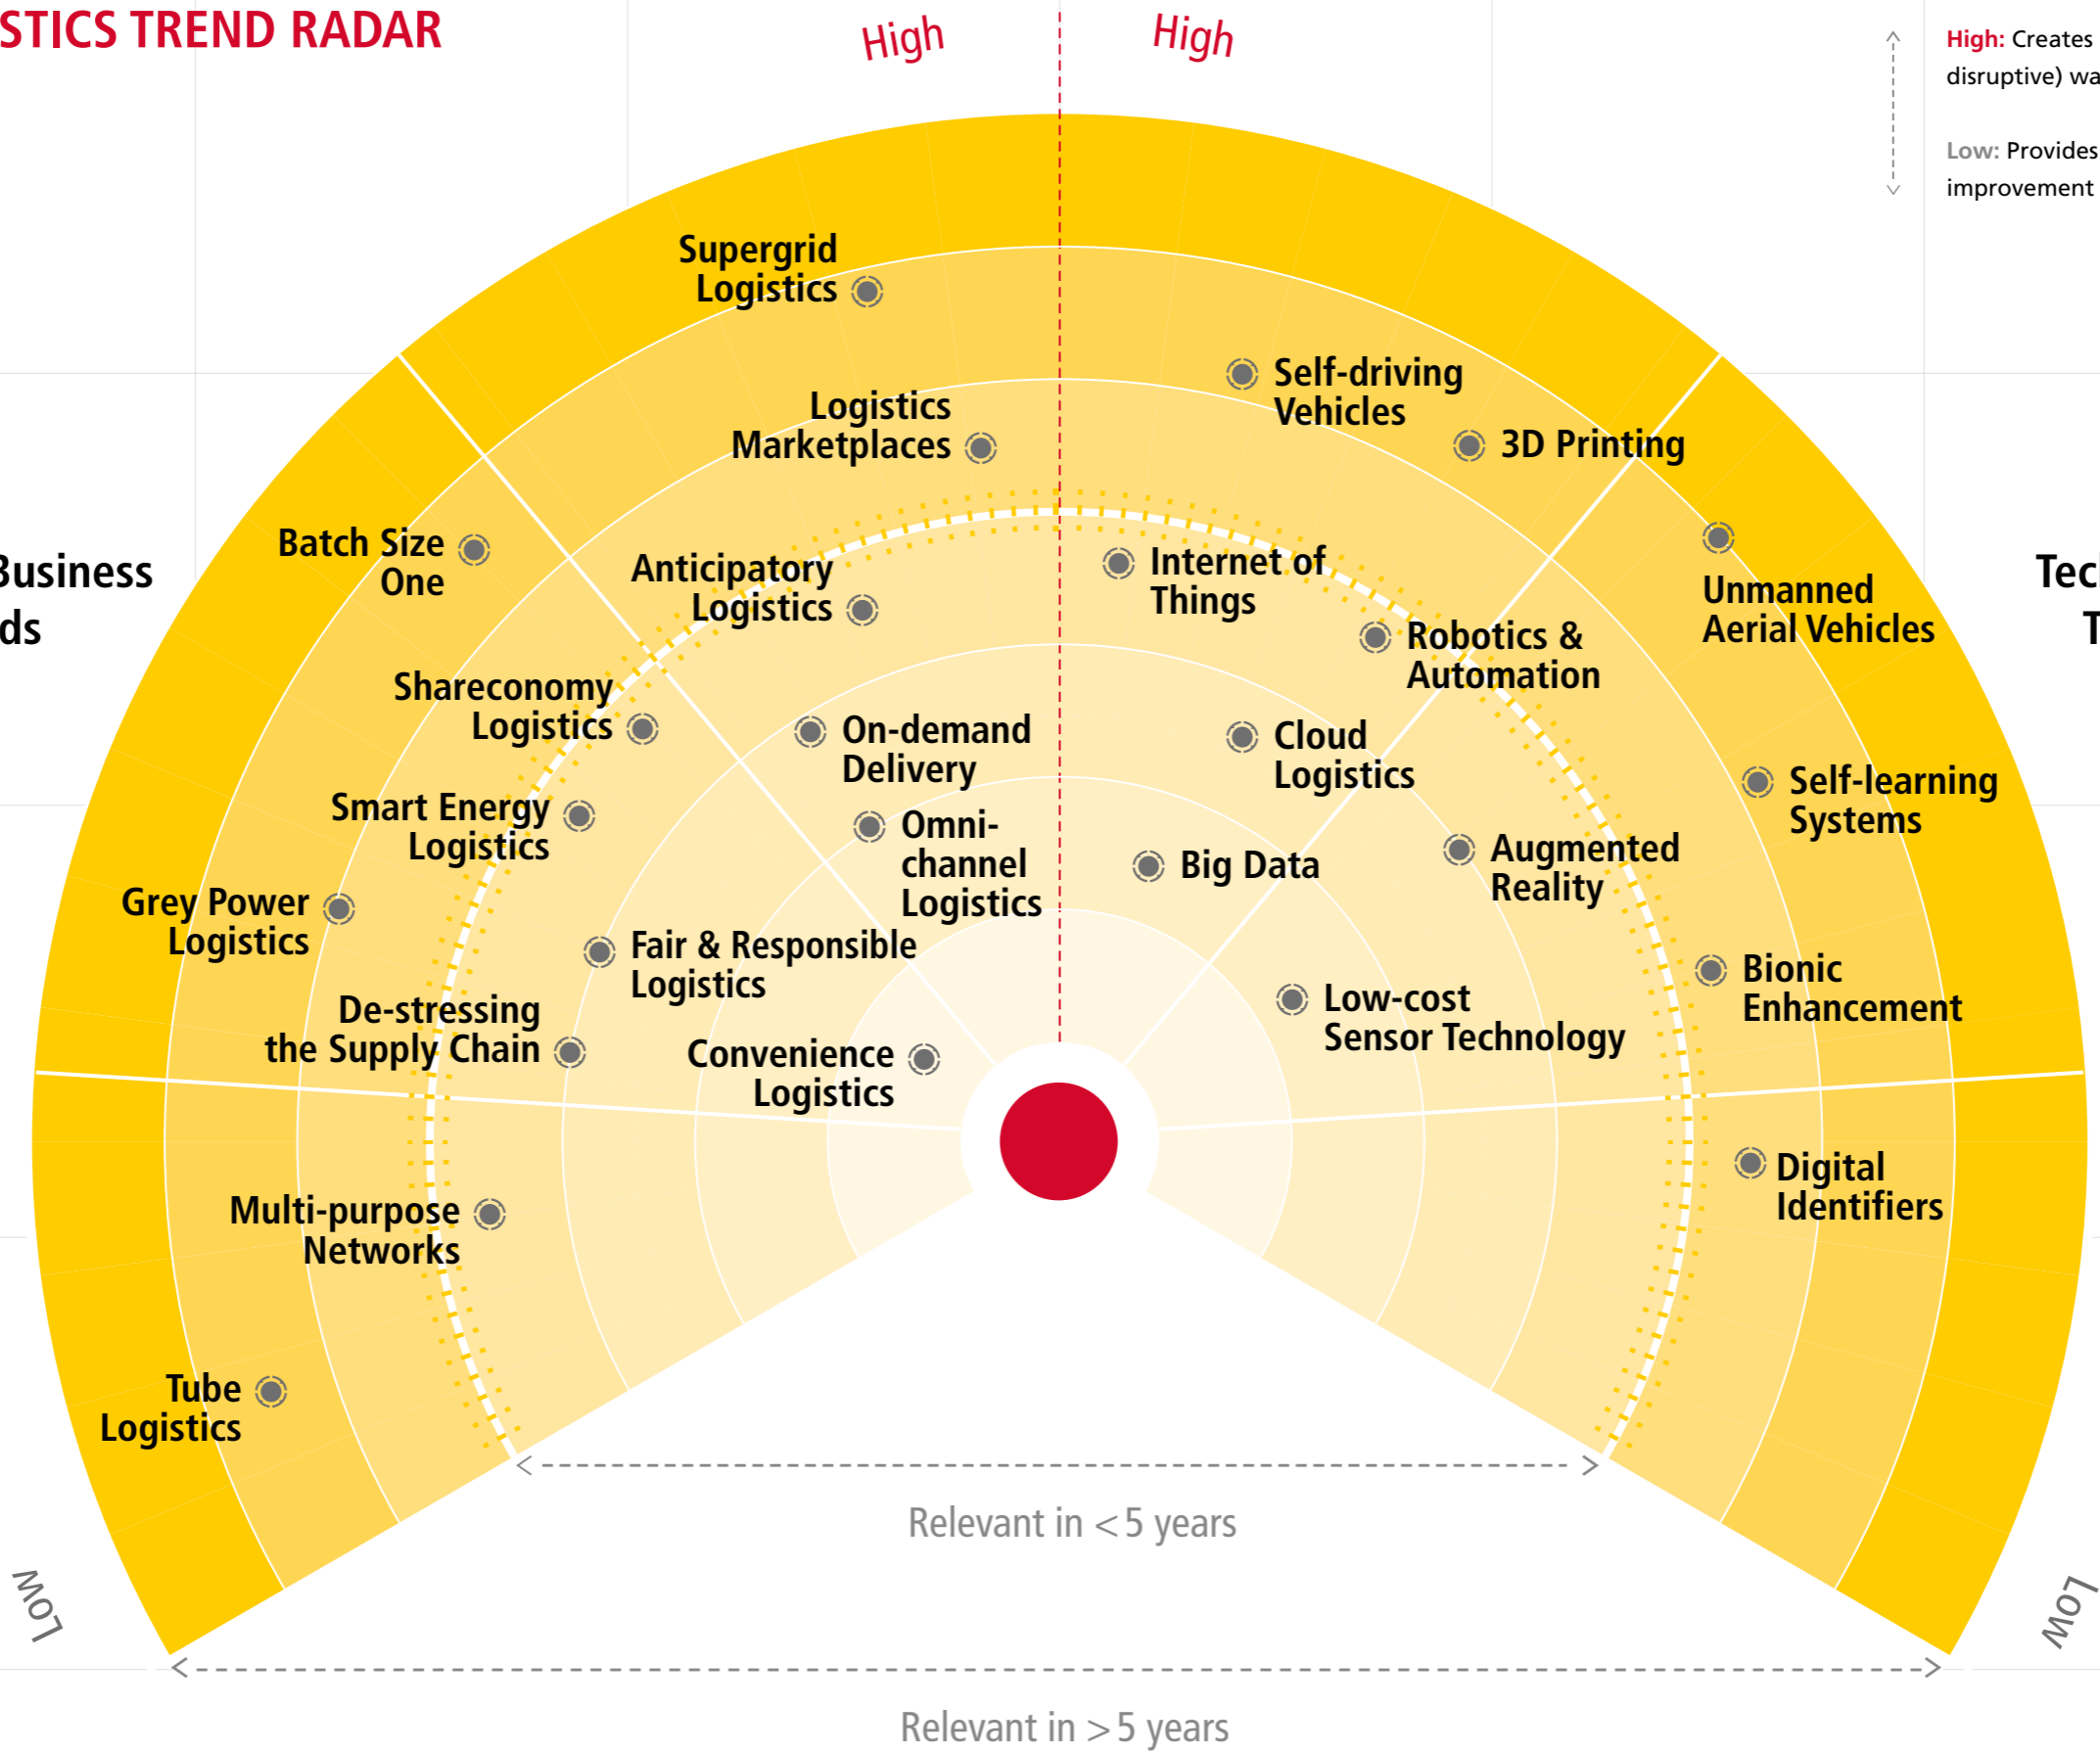 STICS TREND RADAR
High
High
High: Creates
disruptive) wa
Low: Provides
improvement
Supergrid
Logistics
Self-driving
Vehicles
Logistics
Marketplaces
3D Printing
Batch Size
One
Business
ds
Tec
T
Anticipatory
Logistics
Internet of
Things
Unmanned
Aerial Vehicles
Robotics &
Automation
Shareconomy
Logistics
On-demand
Delivery
Cloud
Logistics
Self-learning
Systems
Smart Energy
Logistics
Omni-
channel
Logistics
Big Data
Augmented
Reality
Grey Power
Logistics
Fair & Responsible
Logistics
Bionic
Enhancement
De-stressing
the Supply Chain
Low-cost
Sensor Technology
Convenience
Logistics
Digital
Identifiers
Multi-purpose
Networks
Tube
Logistics
Relevant in < 5 years
Low
Low
Relevant in > 5 years